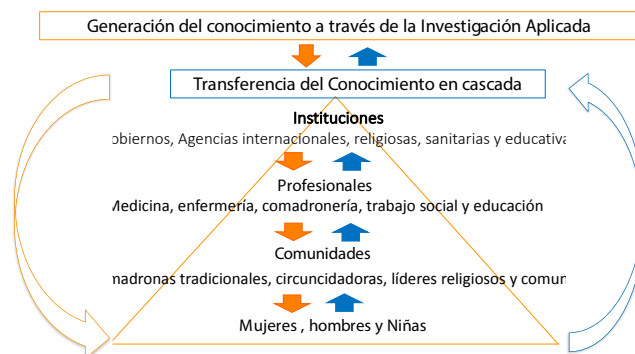 Generación del conocimiento a través de la Investigación Aplicada
Transferencia del Conocimiento en cascada
Instituciones
obiernos, Agencias internacionales, religiosas, sanitarias y educativa
Profesionales
Medicina, enfermería, comadronería, trabajo social y educación
Comunidades
madronas tradicionales, circuncidadoras, líderes religiosos y comun
Mujeres , hombres y Niñas